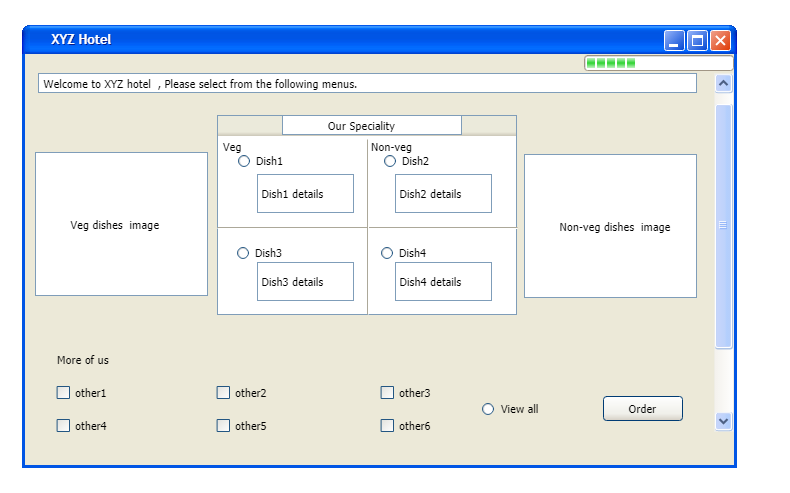 XYZ Hotel
Welcome to XYZ hotel , Please select from the following menus.
Our Speciality
Veg
Non-veg
Dish1
Dish2
Dish1 details
Dish2 details
Veg dishes image
Non-veg dishes image
Dish3
Dish4
Dish3 details
Dish4 details
More of us
other1
other2
other3
View all
Order
other4
other5
other6